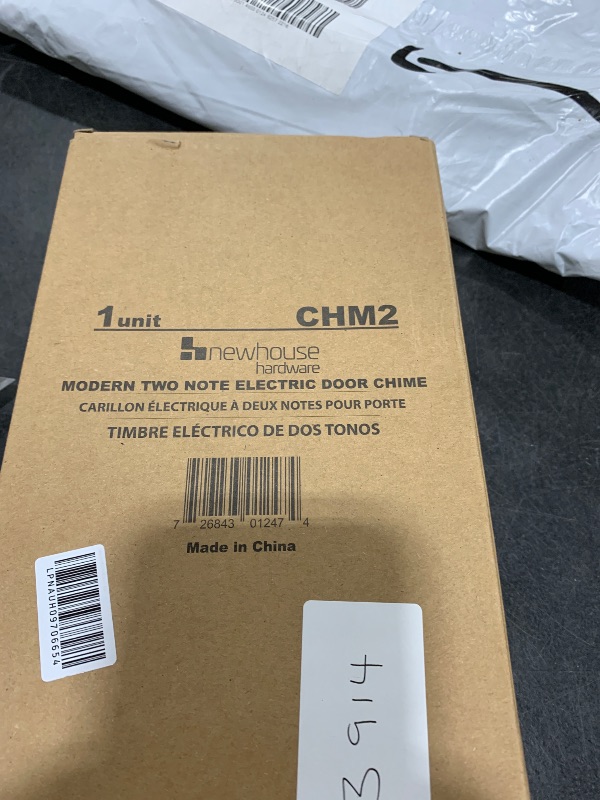 1 unit CHM2
newhouse
hardware
MODERN TWO NOTE ELECTRIC DOOR CHIME
CARILLON ÉLECTRIQUE À DEUX NOTES POUR PORTE
TIMBRE ELÉCTRICO DE DOS TONOS
7 26843 01247 4
Made in China
LPNAUH09706654
3914